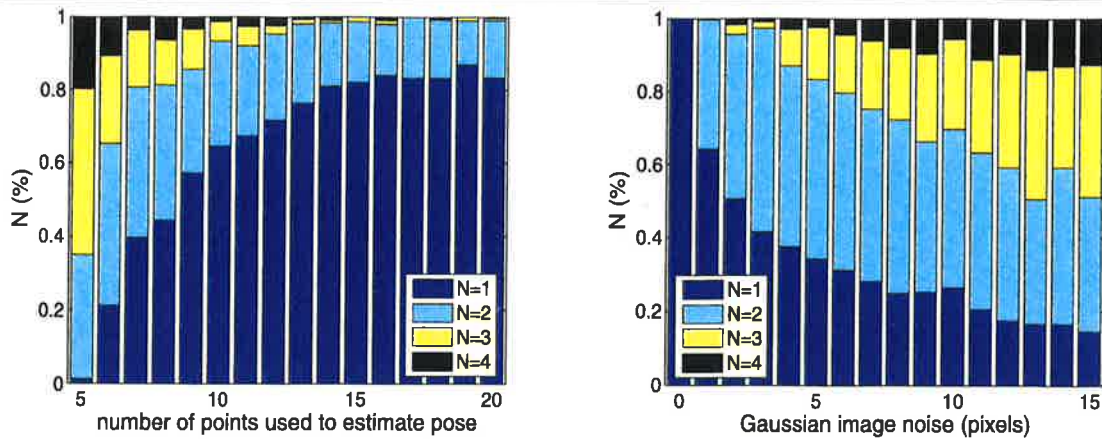 1
0.8
0.6
0.4
0.2
0
N (%)
N=1
N=2
N=3
N=4
5
10
15
20
number of points used to estimate pose
1
0.8
0.6
0.4
0.2
0
N (%)
N=1
N=2
N=3
N=4
0
5
10
15
Gaussian image noise (pixels)